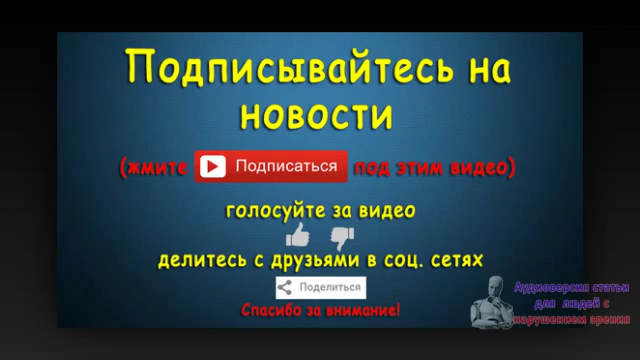 Подписывайтесь на
новости
(жмите Подписаться под этим видео)
голосуйте за видео
делитесь с друзьями в соц. сетях
Поделиться
Спасибо за внимание!
Аудиоверсия статьи
для людей с
нарушением зрения